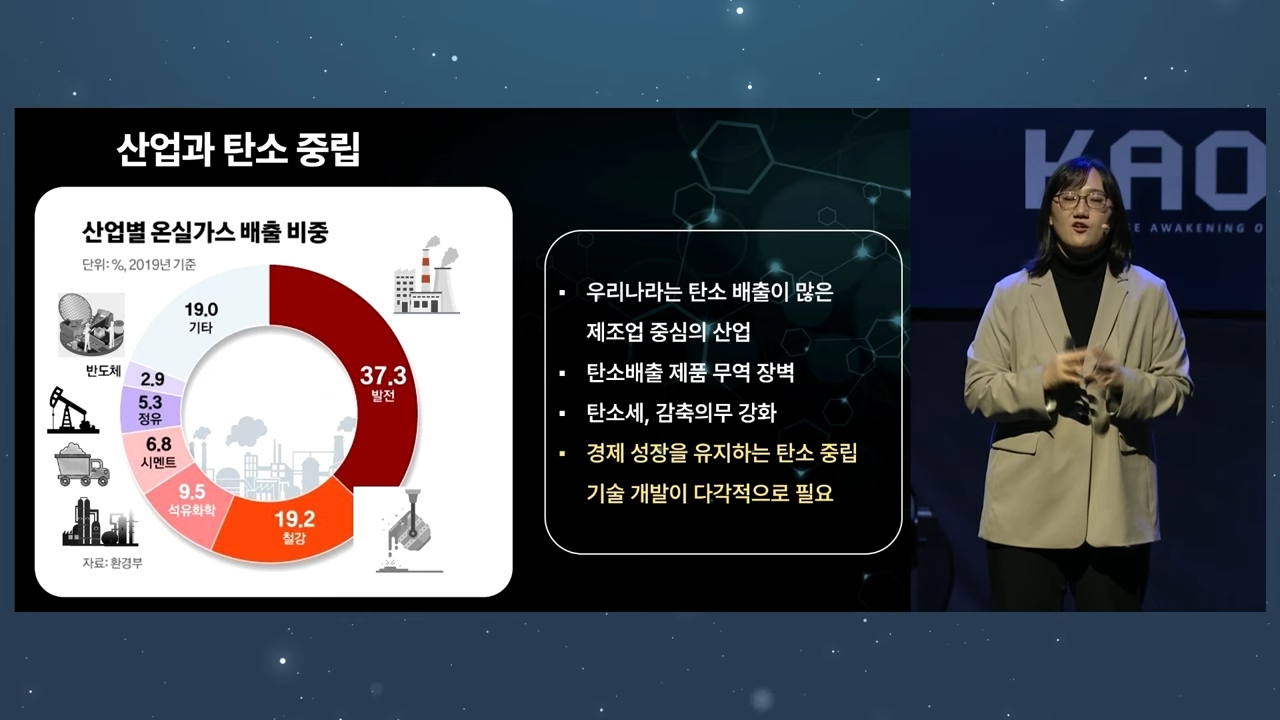 산업과 탄소 중립
산업별 온실가스 배출 비중
단위: %, 2019년 기준
37.3
발전
19.2
철강
9.5
석유화학
6.8
시멘트
5.3
정유
2.9
반도체
19.0
기타
자료: 환경부
▪ 우리나라는 탄소 배출이 많은
제조업 중심의 산업
▪ 탄소배출 제품 무역 장벽
▪ 탄소세, 감축의무 강화
▪ 경제 성장을 유지하는 탄소 중립
기술 개발이 다각적으로 필요
KAO
AWAKENING O